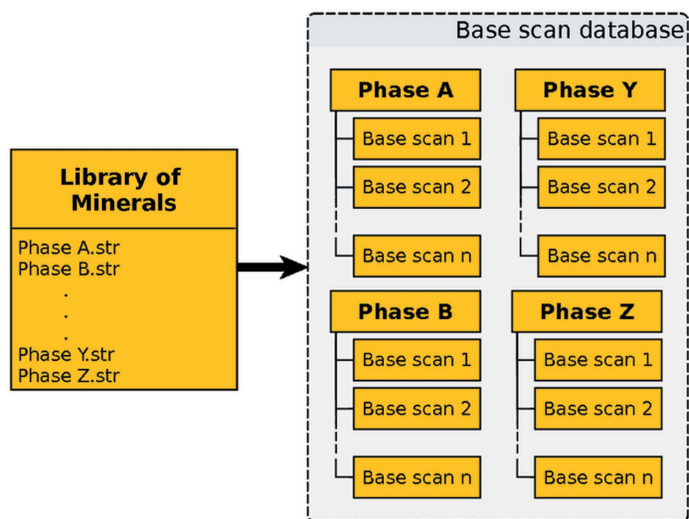 Base scan database
Library of
Minerals
Phase A.str
Phase B.str
.
.
.
Phase Y.str
Phase Z.str
Phase A
Base scan 1
Base scan 2
Base scan n
Phase Y
Base scan 1
Base scan 2
Base scan n
Phase B
Base scan 1
Base scan 2
Base scan n
Phase Z
Base scan 1
Base scan 2
Base scan n